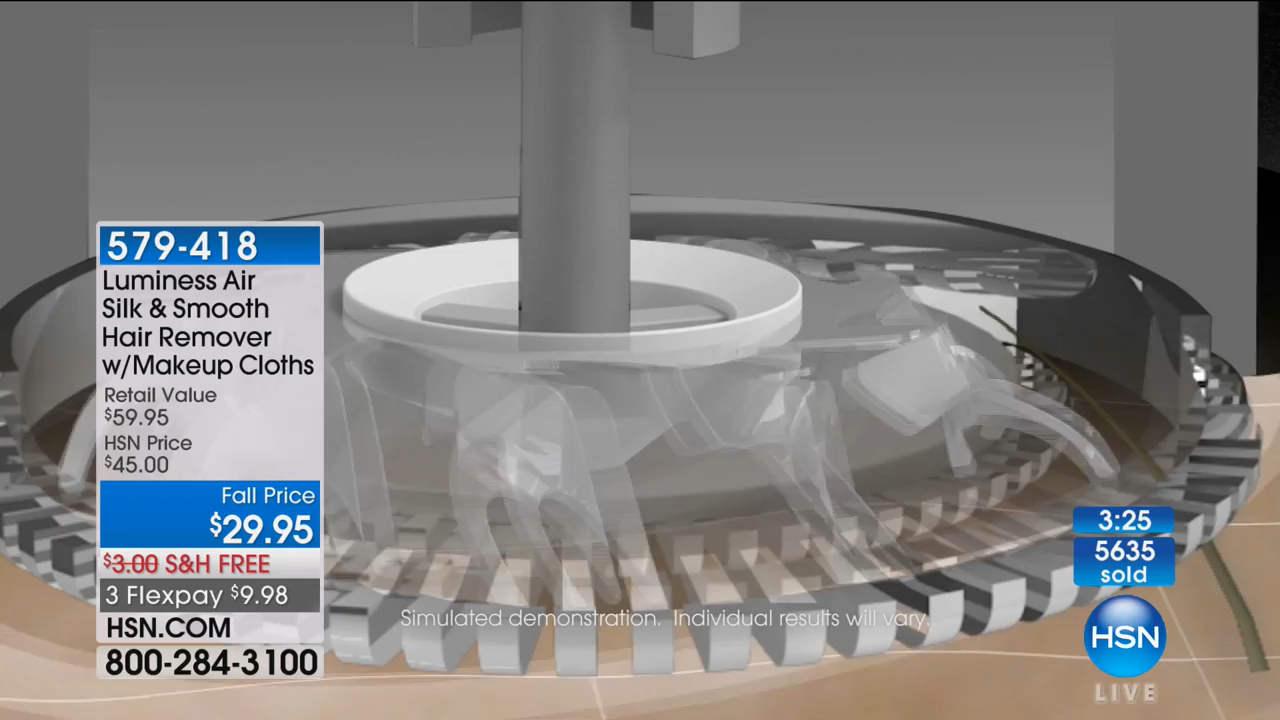 579-418
Luminess Air
Silk & Smooth
Hair Remover
w/Makeup Cloths
Retail Value
$59.95
HSN Price
$45.00
Fall Price
$29.95
$3.00 S&H FREE
3 Flexpay $9.98
HSN.COM
800-284-3100
Simulated demonstration. Individual results will vary.
3:25
5635
sold
HSN
LIVE